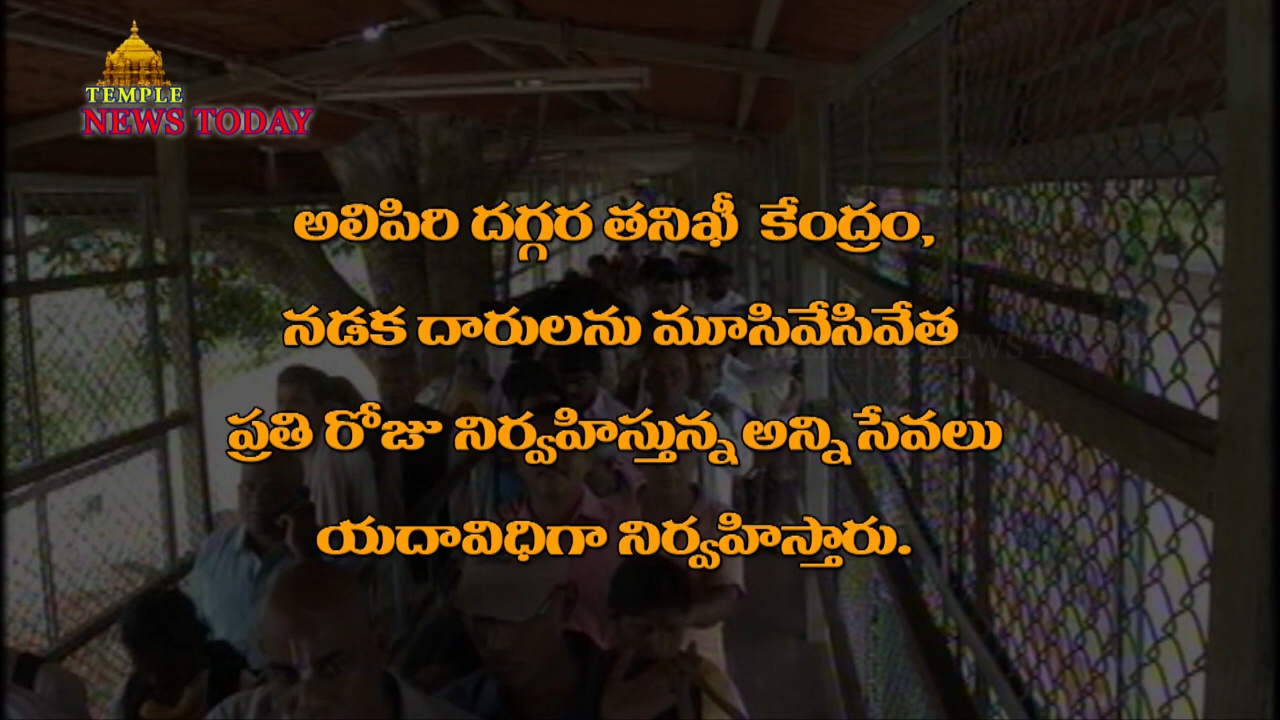 TEMPLE
NEWS TODAY
అలిపిరి దగ్గర తనిఖీ కేంద్రం,
నడక దారులను మూసివేసివేత
ప్రతి రోజు నిర్వహిస్తున్న అన్ని సేవలు
యదావిధిగా నిర్వహిస్తారు.